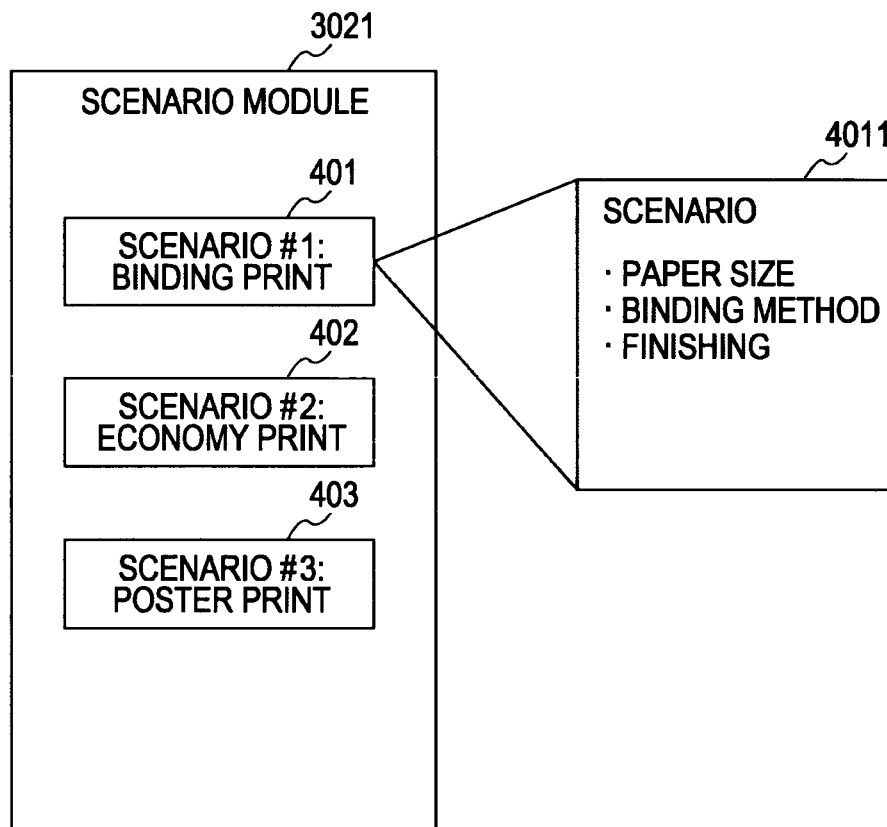 3021
SCENARIO MODULE
401
SCENARIO #1:
BINDING PRINT
402
SCENARIO #2:
ECONOMY PRINT
403
SCENARIO #3:
POSTER PRINT
4011
SCENARIO
· PAPER SIZE
· BINDING METHOD
· FINISHING